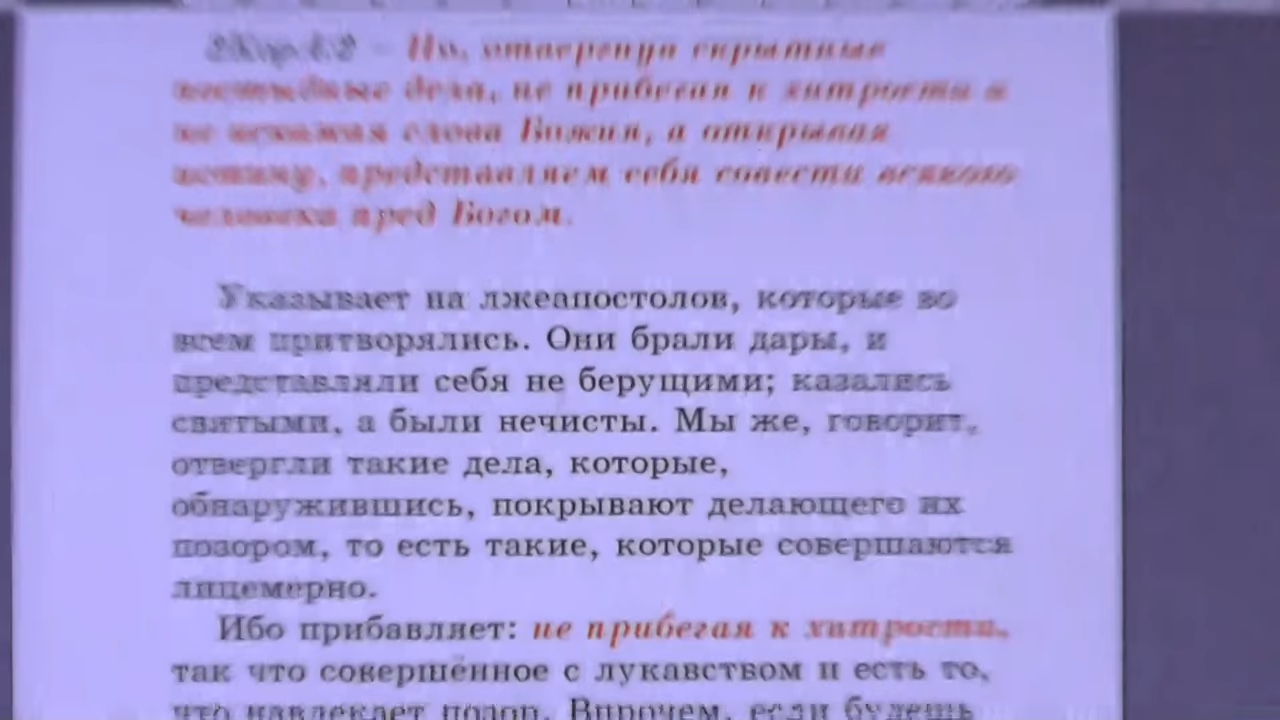 2Кор.4:2 – Но, отвергнув скрытные
постыдные дела, не прибегая к хитрости и
не искажая слова Божия, а открывая
истину, представляем себя совести всякого
человека пред Богом.
Указывает на лжеапостолов, которые во
всем притворялись. Они брали дары, и
представляли себя не берущими; казались
святыми, а были нечисты. Мы же, говорит,
отвергли такие дела, которые,
обнаружившись, покрывают делающего их
позором, то есть такие, которые совершаются
лицемерно.
Ибо прибавляет: не прибегая к хитрости,
так что совершённое с лукавством и есть то,
что навлекает позор. Впрочем, если будешь